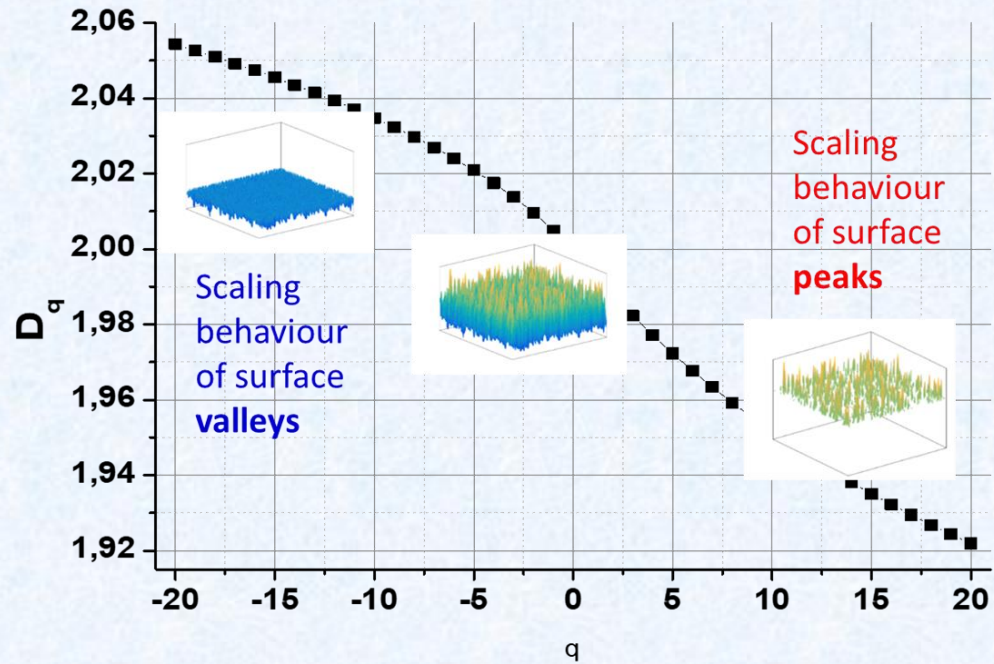 2,06
2,04
2,02
2,00
1,98
1,96
1,94
1,92
D_q
Scaling
behaviour
of surface
valleys
Scaling
behaviour
of surface
peaks
-20 -15 -10 -5 0 5 10 15 20
q